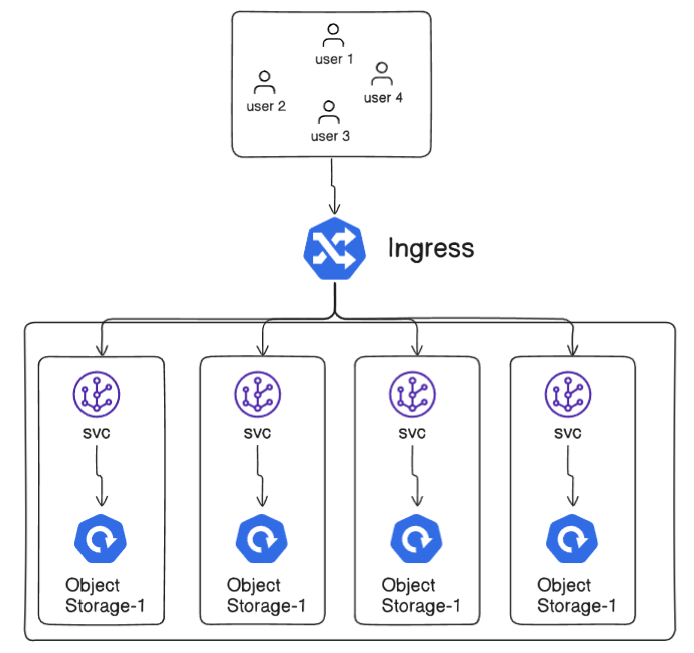 user 1
user 2
user 4
user 3
Ingress
svc
svc
svc
svc
Object
Storage-1
Object
Storage-1
Object
Storage-1
Object
Storage-1